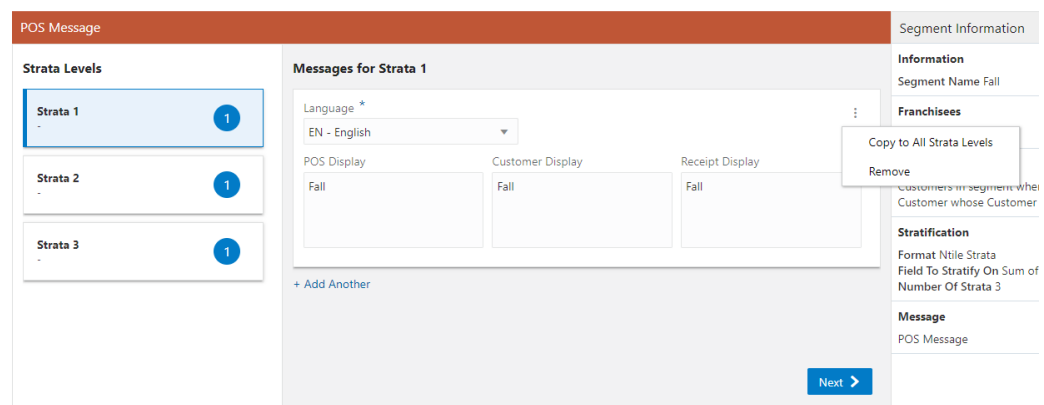 POS Message
Strata Levels
Strata 1
-
1
Strata 2
-
1
Strata 3
-
1
Messages for Strata 1
Language *
EN - English
POS Display
Customer Display
Receipt Display
Fall
Fall
Fall
+ Add Another
Next
Copy to All Strata Levels
Remove
Segment Information
Information
Segment Name Fall
Franchisees
Customers in segment when
Customer whose Customer
Stratification
Format Ntile Strata
Field To Stratify On Sum of
Number Of Strata 3
Message
POS Message